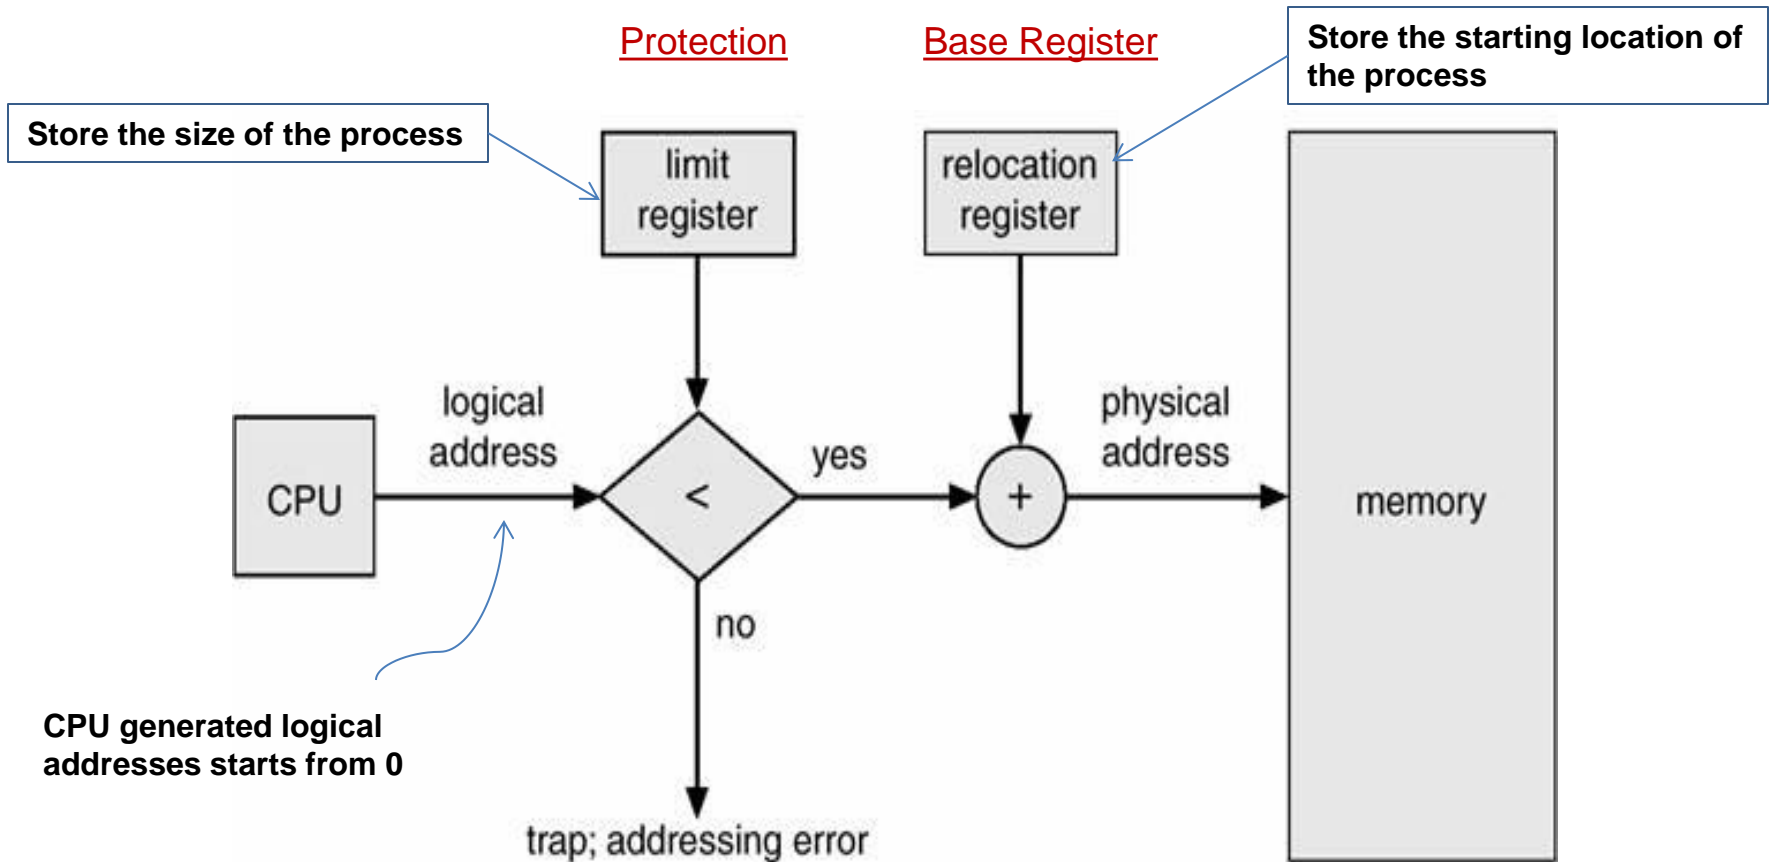 Protection
Base Register
Store the starting location of
the process
Store the size of the process
limit
register
relocation
register
logical
address
yes
physical
address
CPU
<
+
memory
no
CPU generated logical
addresses starts from 0
trap; addressing error